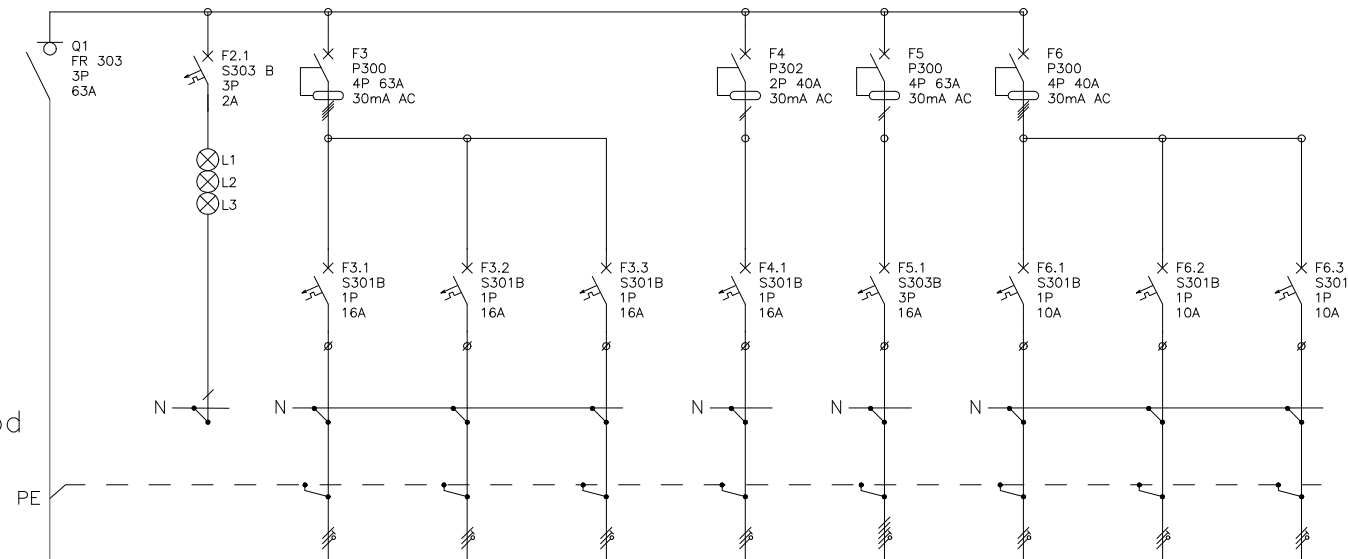 Q1
FR 303
3P
63A
F2.1
S303 B
3P
2A
F3
P300
4P 63A
30mA AC
F4
P302
2P 40A
30mA AC
F5
P300
4P 63A
30mA AC
F6
P300
4P 40A
30mA AC
L1
L2
L3
F3.1
S301B
1P
16A
F3.2
S301B
1P
16A
F3.3
S301B
1P
16A
F4.1
S301B
1P
16A
F5.1
S303B
3P
16A
F6.1
S301B
1P
10A
F6.2
S301B
1P
10A
F6.3
S301
1P
10A
N
N
N
N
N
od
PE